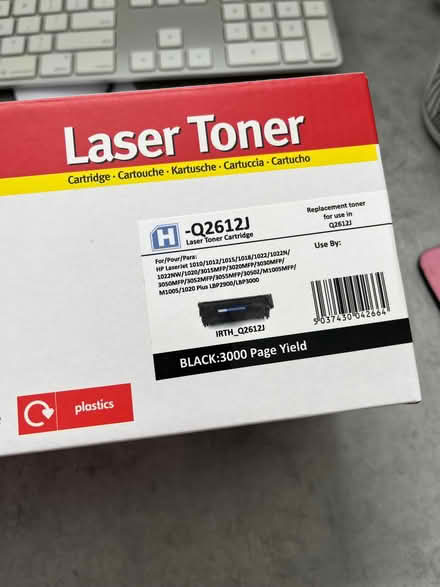 Laser Toner
Cartridge · Cartouche · Kartusche · Cartuccia · Cartucho
H -Q2612J
Laser Toner Cartridge
Replacement toner
for use in
Q2612J
For/Pour/Para:
HP LaserJet 1010/1012/1015/1018/1022/1022N/
1022NW/1020/3015MFP/3020MFP/3030MFP/
3050MFP/3052MFP/3055MFP/30502/M1005MFP/
M1005/1020 Plus LBP2900/LBP3000
Use By:
IRTH_Q2612J
5037430042664
BLACK:3000 Page Yield
plastics